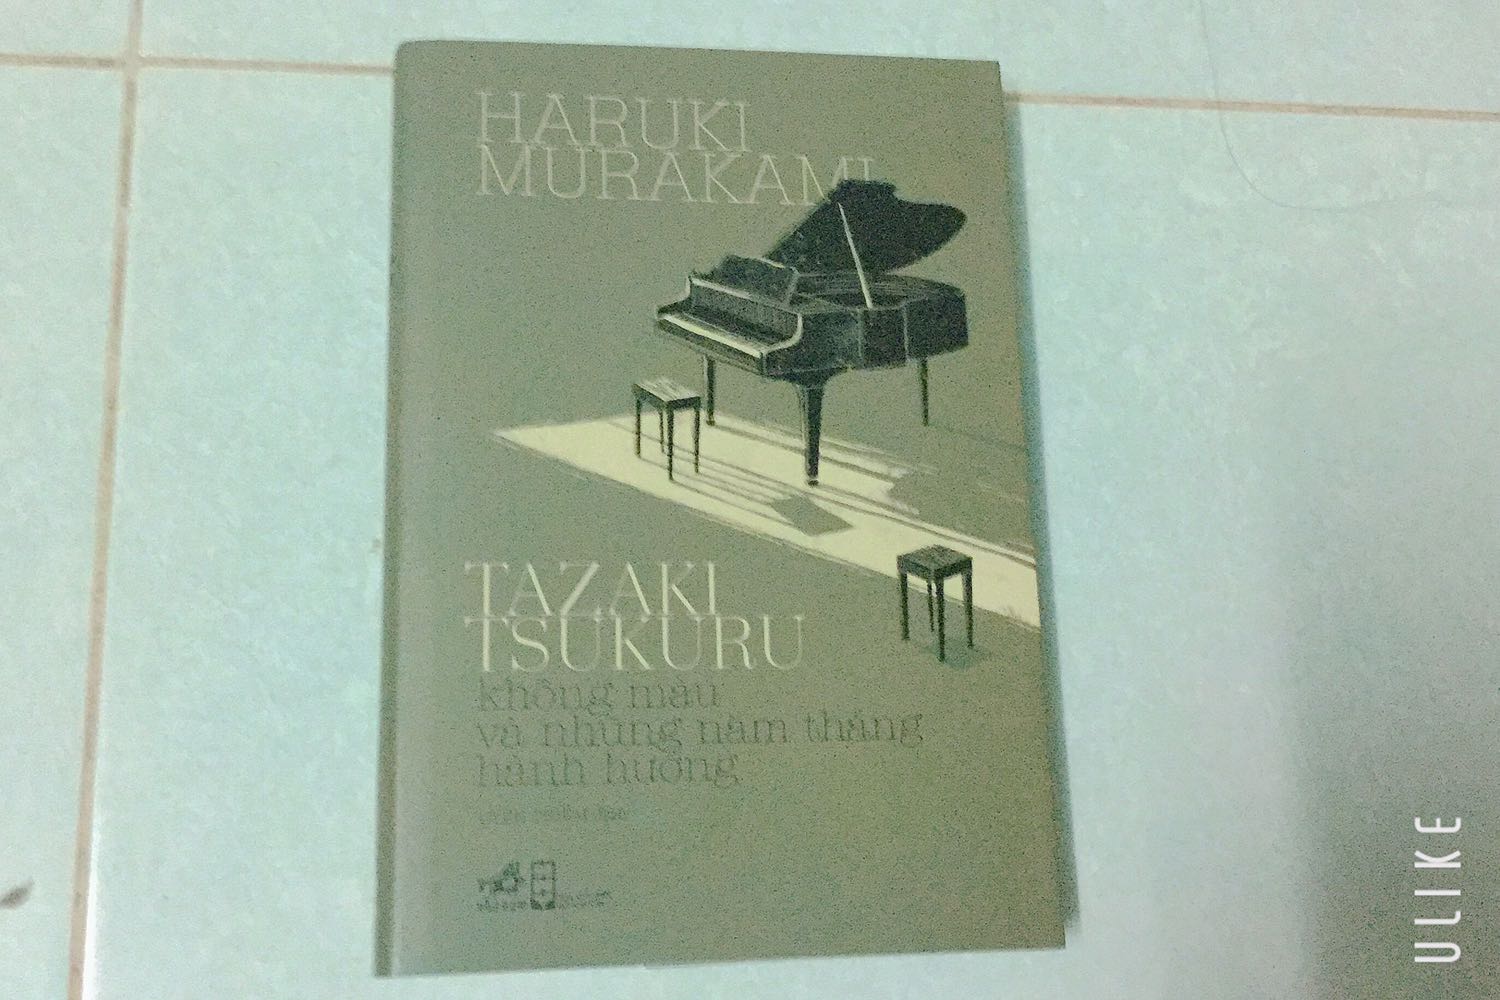 HARUKI
MURAKAMI
TAZAKI
TSUKURU
không màu
và những năm tháng
hành hương
ULIKE